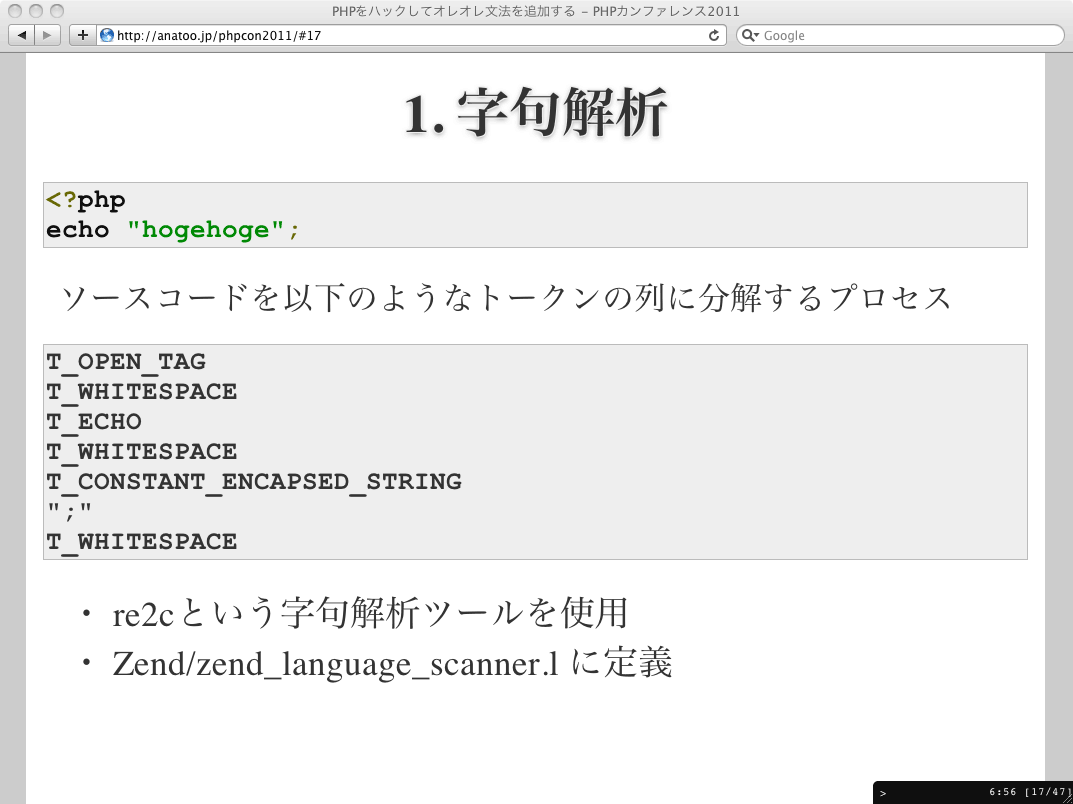 PHPをハックしてオレオレ文法を追加する – PHPカンファレンス2011
http://anatoo.jp/phpcon2011/#17
Google
1. 字句解析
<?php
echo "hogehoge";
ソースコードを以下のようなトークンの列に分解するプロセス
T_OPEN_TAG
T_WHITESPACE
T_ECHO
T_WHITESPACE
T_CONSTANT_ENCAPSED_STRING
";"
T_WHITESPACE
・ re2cという字句解析ツールを使用
・ Zend/zend_language_scanner.l に定義
> 6:56 [17/47]